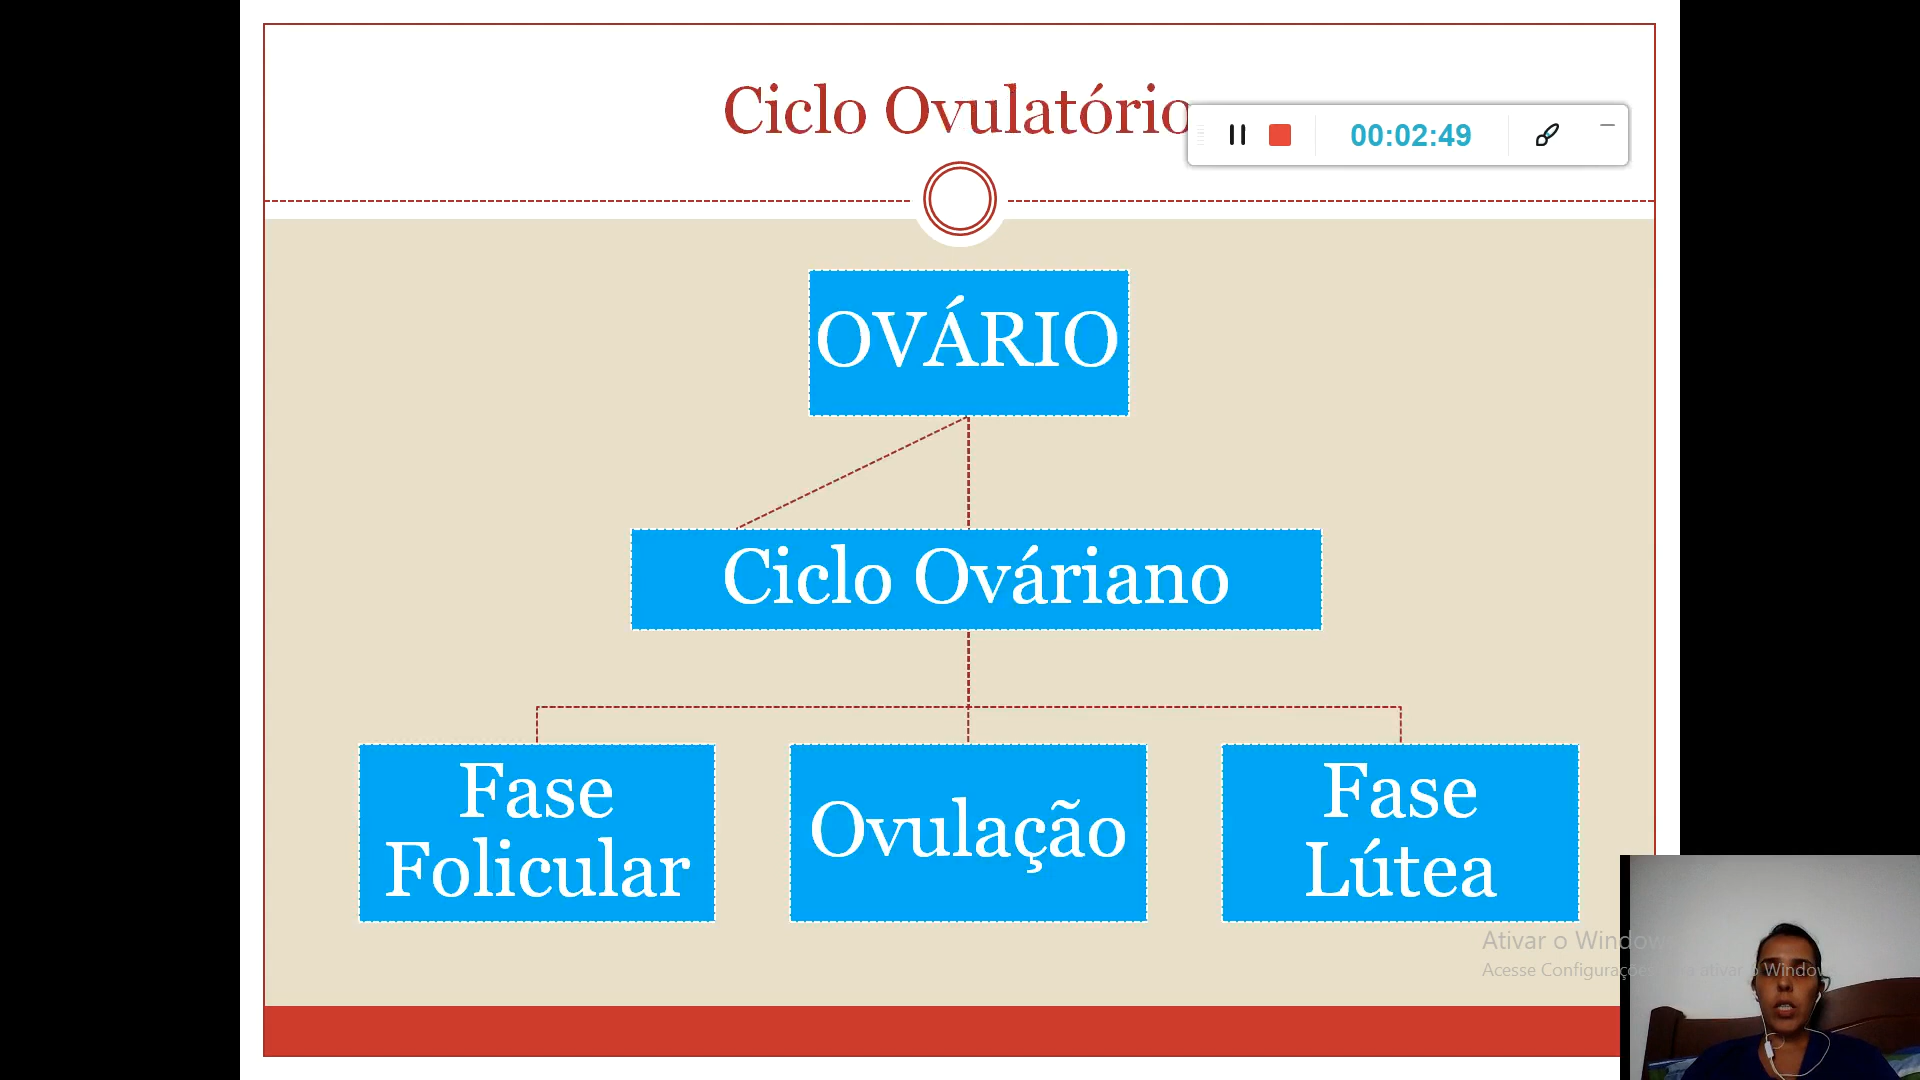 Ciclo Ovulatório
00:02:49
OVÁRIO
Ciclo Ováriano
Fase
Folicular
Ovulação
Fase
Lútea
Ativar o Windows
Acesse Configurações para ativar o Windows